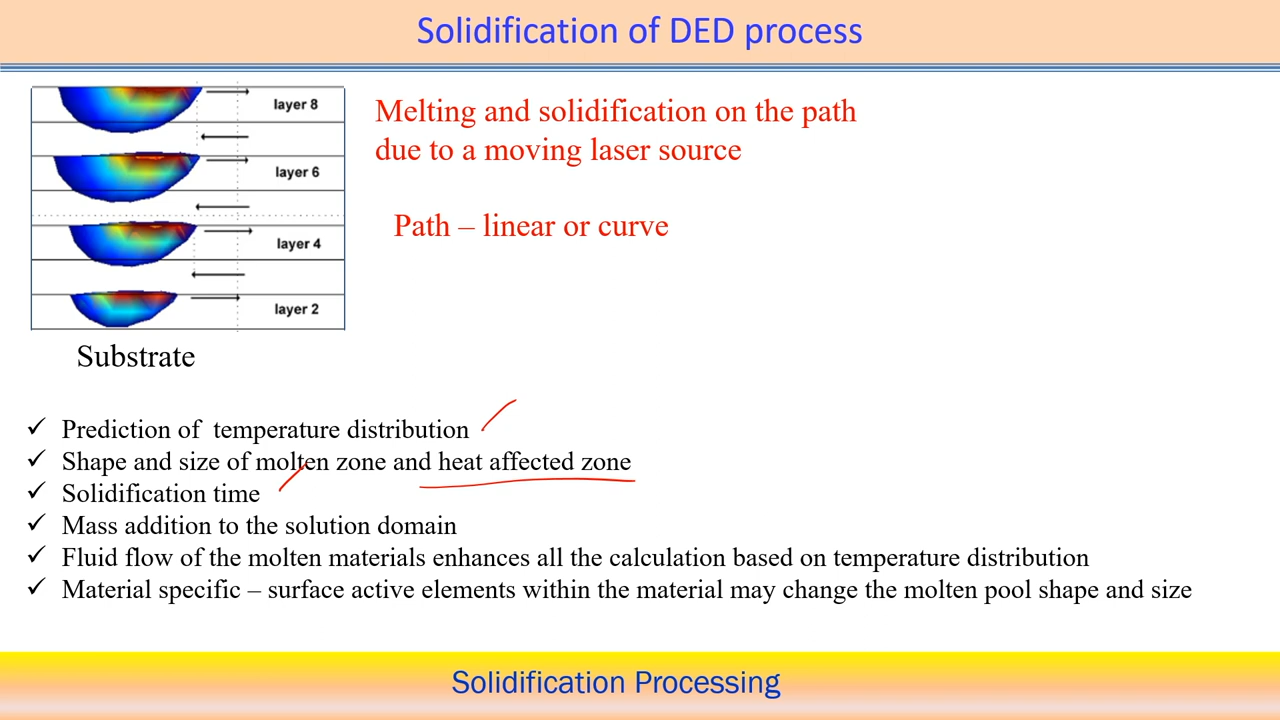 Solidification of DED process
layer 8
layer 6
layer 4
layer 2
Substrate
Melting and solidification on the path
due to a moving laser source
Path – linear or curve
✓ Prediction of temperature distribution
✓ Shape and size of molten zone and heat affected zone
✓ Solidification time
✓ Mass addition to the solution domain
✓ Fluid flow of the molten materials enhances all the calculation based on temperature distribution
✓ Material specific – surface active elements within the material may change the molten pool shape and size
Solidification Processing